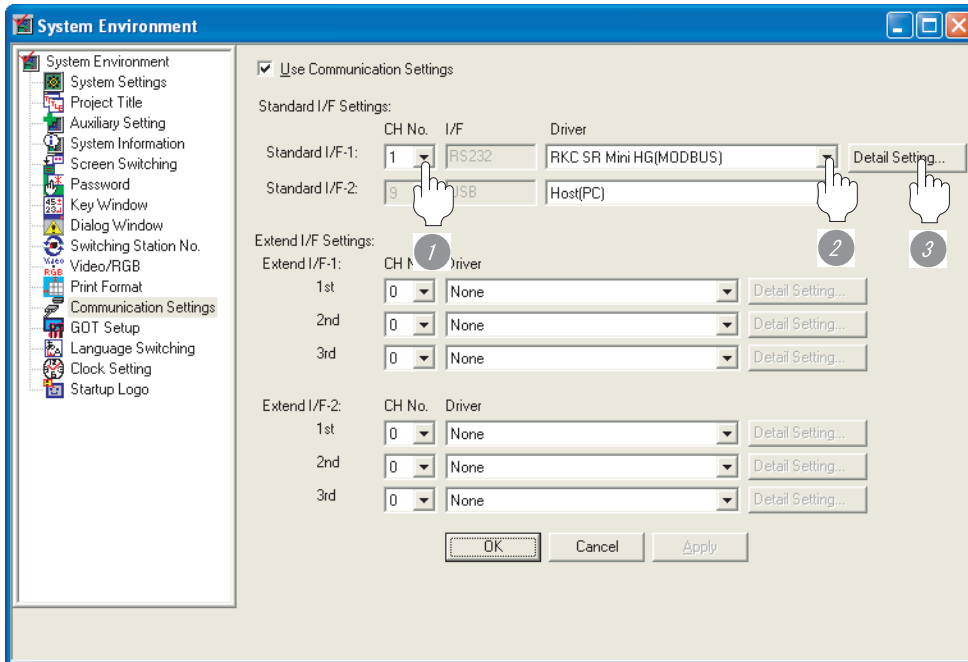 System Environment
System Environment
System Settings
Project Title
Auxiliary Setting
System Information
Screen Switching
Password
Key Window
Dialog Window
Switching Station No.
Video/RGB
Print Format
Communication Settings
GOT Setup
Language Switching
Clock Setting
Startup Logo
Use Communication Settings
Standard I/F Settings:
CH No. I/F Driver
Standard I/F-1: 1 RS232 RKC SR Mini HG(MODBUS) Detail Setting...
Standard I/F-2: 9 USB Host(PC)
1 2 3
Extend I/F Settings:
Extend I/F-1: CH Driver
1st 0 None Detail Setting...
2nd 0 None Detail Setting...
3rd 0 None Detail Setting...
Extend I/F-2: CH No. Driver
1st 0 None Detail Setting...
2nd 0 None Detail Setting...
3rd 0 None Detail Setting...
OK Cancel Apply